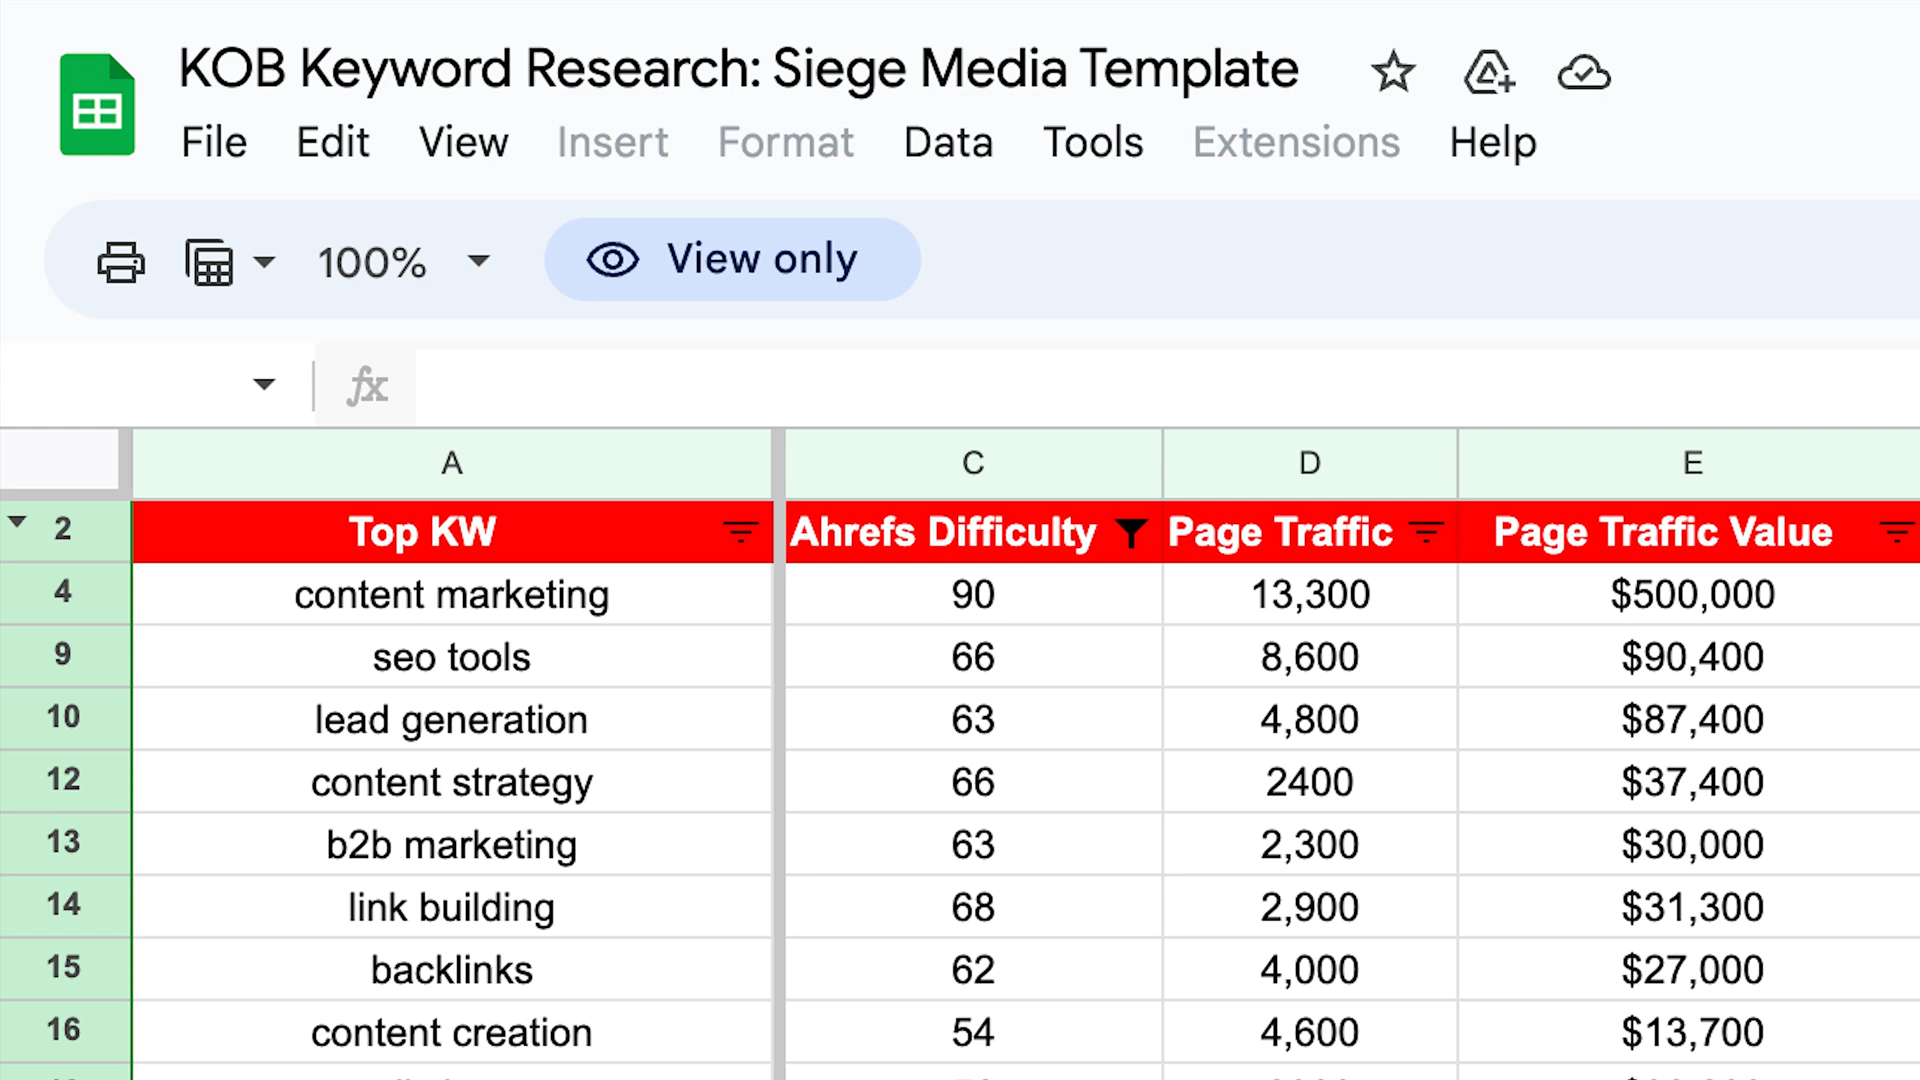 KOB Keyword Research: Siege Media Template
File Edit View Insert Format Data Tools Extensions Help
100% View only
fx
A C D E
2 Top KW Ahrefs Difficulty Page Traffic Page Traffic Value
4 content marketing 90 13,300 $500,000
9 seo tools 66 8,600 $90,400
10 lead generation 63 4,800 $87,400
12 content strategy 66 2400 $37,400
13 b2b marketing 63 2,300 $30,000
14 link building 68 2,900 $31,300
15 backlinks 62 4,000 $27,000
16 content creation 54 4,600 $13,700